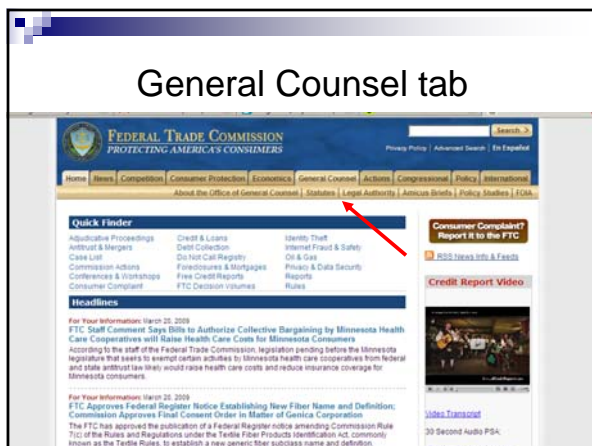 General Counsel tab
FEDERAL TRADE COMMISSION
PROTECTING AMERICA'S CONSUMERS
Search >
Privacy Policy | Advanced Search | En Español
Home News Competition Consumer Protection Economics General Counsel Actions Congressional Policy International
About the Office of General Counsel | Statutes | Legal Authority | Amicus Briefs | Policy Studies | FOIA
Quick Finder
Adjudicative Proceedings Credit & Loans Identity Theft
Antitrust & Mergers Debt Collection Internet Fraud & Safety
Case List Do Not Call Registry Oil & Gas
Commission Actions Foreclosures & Mortgages Privacy & Data Security
Conferences & Workshops Free Credit Reports Reports
Consumer Complaint FTC Decision Volumes Rules
Consumer Complaint?
Report it to the FTC
RSS News Info & Feeds
Credit Report Video
Video Transcript
30 Second Audio PSA:
Headlines
For Your Information: March 20, 2009
FTC Staff Comment Says Bills to Authorize Collective Bargaining by Minnesota Health
Care Cooperatives will Raise Health Care Costs for Minnesota Consumers
According to the staff of the Federal Trade Commission, legislation pending before the Minnesota
legislature that seems to exempt certain activities by Minnesota health care cooperatives from federal
and state antitrust law likely would raise health care costs and reduce insurance coverage for
Minnesota consumers.
For Your Information: March 20, 2009
FTC Approves Federal Register Notice Establishing New Fiber Name and Definition;
Commission Approves Final Consent Order in Matter of Genica Corporation
The FTC has approved the publication of a Federal Register notice amending Commission Rule
7(c) of the Rules and Regulations under the Textile Fiber Products Identification Act, commonly
known as the Textile Rules, to establish a new generic fiber subclass name and definition.